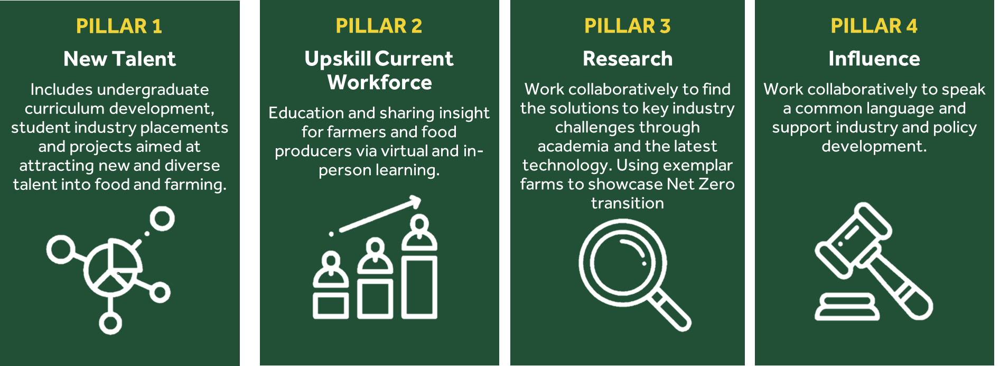 PILLAR 1
New Talent
Includes undergraduate
curriculum development,
student industry placements
and projects aimed at
attracting new and diverse
talent into food and farming.
PILLAR 2
Upskill Current
Workforce
Education and sharing insight
for farmers and food
producers via virtual and in-
person learning.
PILLAR 3
Research
Work collaboratively to find
the solutions to key industry
challenges through
academia and the latest
technology. Using exemplar
farms to showcase Net Zero
transition
PILLAR 4
Influence
Work collaboratively to speak
a common language and
support industry and policy
development.